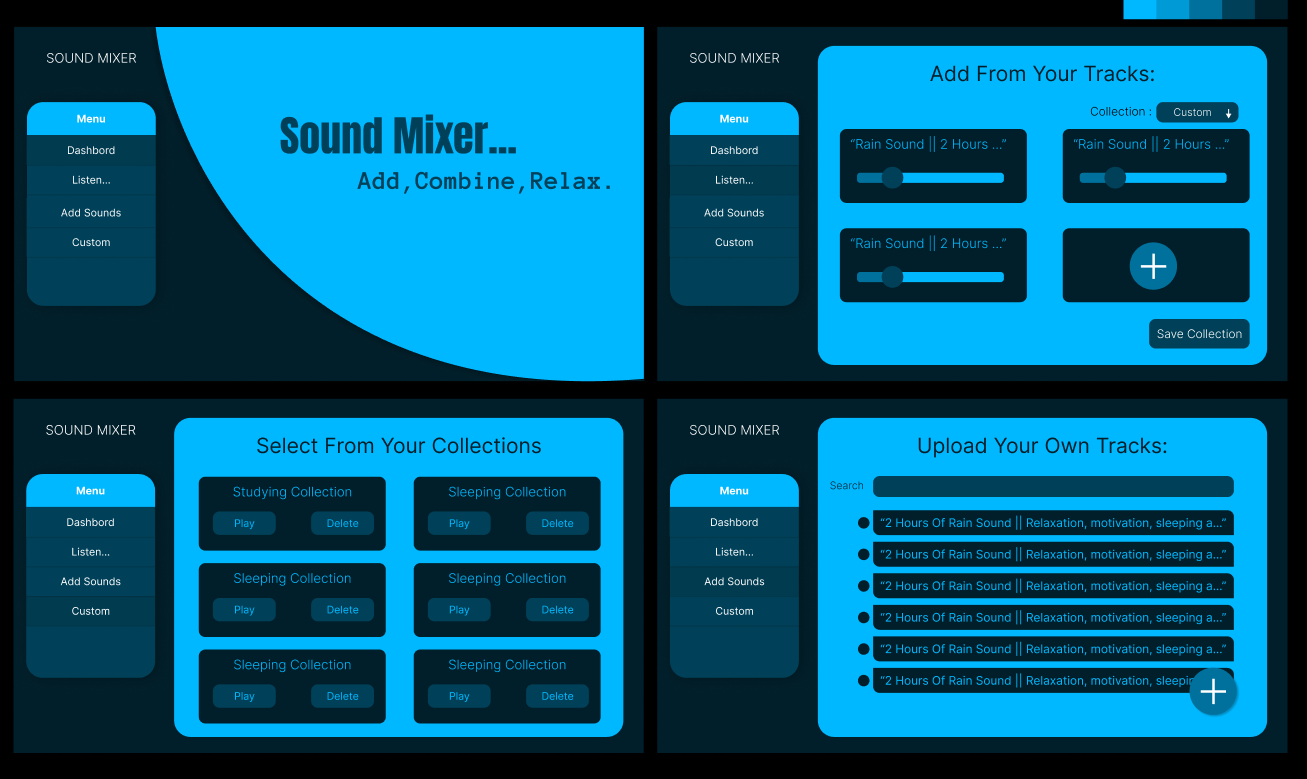 SOUND MIXER
Menu
Dashbord
Listen...
Add Sounds
Custom
Sound Mixer...
Add,Combine,Relax.
SOUND MIXER
Menu
Dashbord
Listen...
Add Sounds
Custom
Add From Your Tracks:
Collection : Custom
“Rain Sound || 2 Hours ...” “Rain Sound || 2 Hours ...”
“Rain Sound || 2 Hours ...”
Save Collection
SOUND MIXER
Menu
Dashbord
Listen...
Add Sounds
Custom
Select From Your Collections
Studying Collection Sleeping Collection
Play Delete Play Delete
Sleeping Collection Sleeping Collection
Play Delete Play Delete
Sleeping Collection Sleeping Collection
Play Delete Play Delete
SOUND MIXER
Menu
Dashbord
Listen...
Add Sounds
Custom
Upload Your Own Tracks:
Search
“2 Hours Of Rain Sound || Relaxation, motivation, sleeping a...”
“2 Hours Of Rain Sound || Relaxation, motivation, sleeping a...”
“2 Hours Of Rain Sound || Relaxation, motivation, sleeping a...”
“2 Hours Of Rain Sound || Relaxation, motivation, sleeping a...”
“2 Hours Of Rain Sound || Relaxation, motivation, sleeping a...”
“2 Hours Of Rain Sound || Relaxation, motivation, sleepin